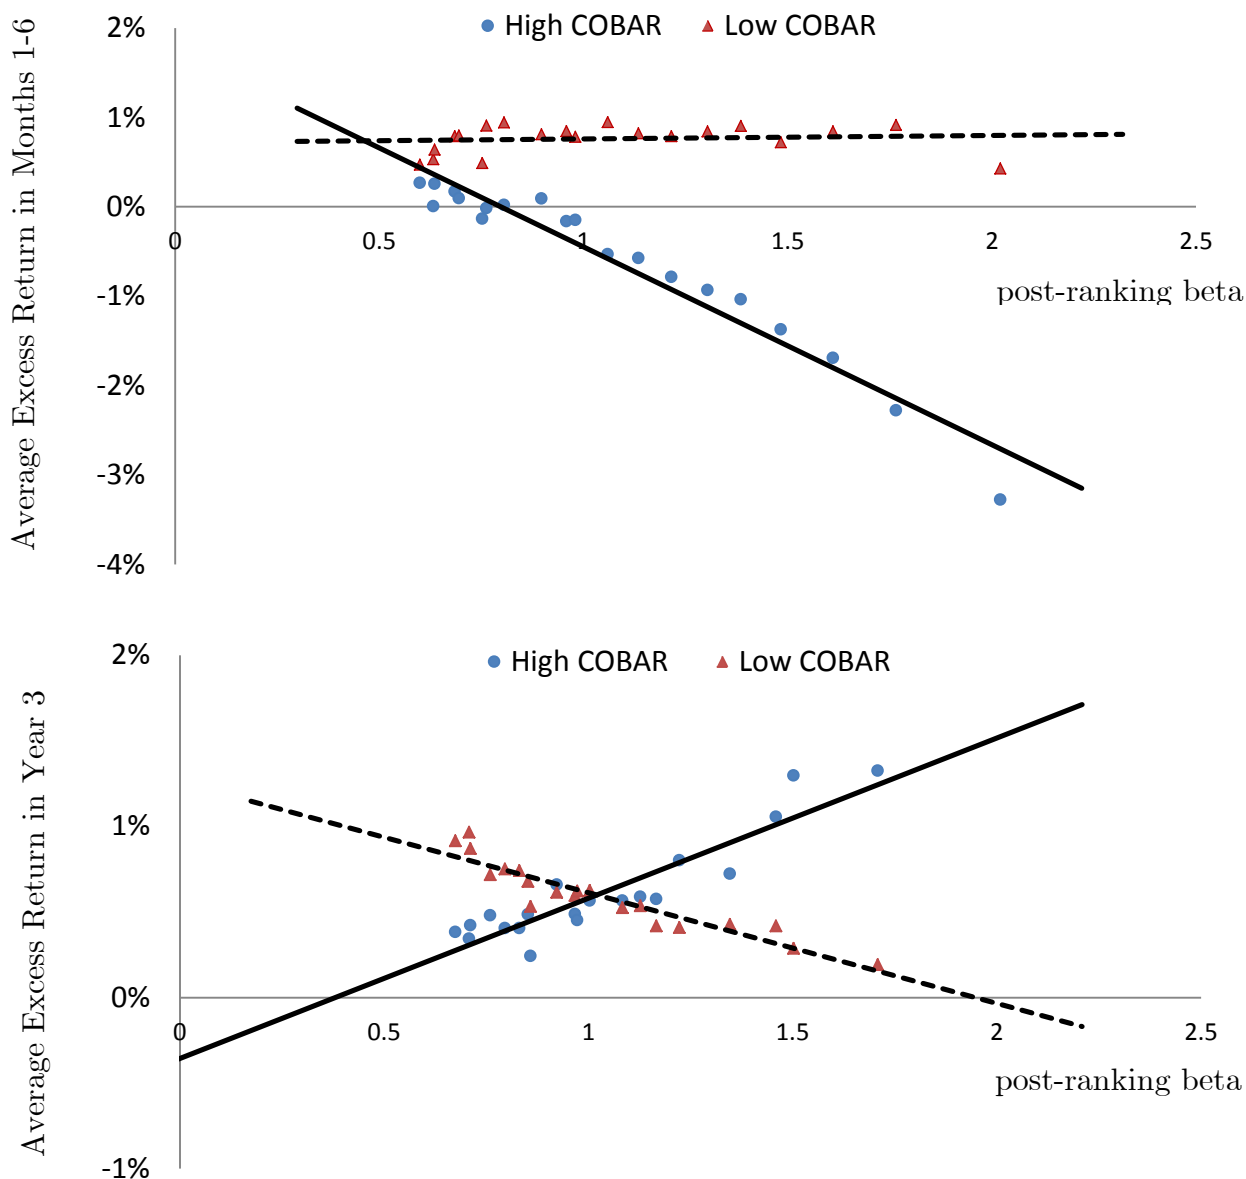 2%
High COBAR
Low COBAR
1%
0%
0
0.5
1
1.5
2
2.5
post-ranking beta
-1%
-2%
-3%
-4%
Average Excess Return in Months 1-6
2%
High COBAR
Low COBAR
1%
0%
0
0.5
1
1.5
2
2.5
post-ranking beta
-1%
Average Excess Return in Year 3